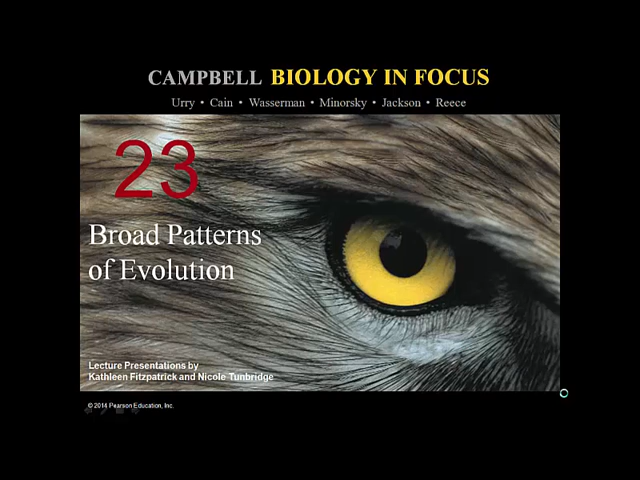 CAMPBELL BIOLOGY IN FOCUS
Urry • Cain • Wasserman • Minorsky • Jackson • Reece
23
Broad Patterns
of Evolution
Lecture Presentations by
Kathleen Fitzpatrick and Nicole Tunbridge
© 2014 Pearson Education, Inc.